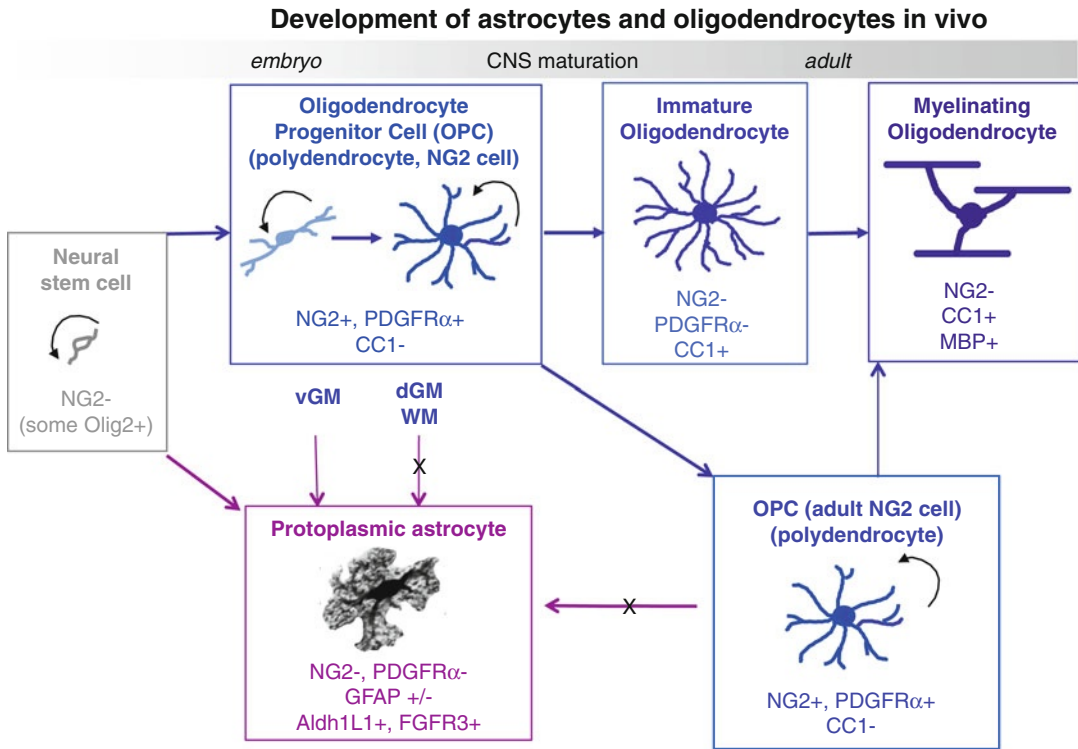 Development of astrocytes and oligodendrocytes in vivo
embryo
CNS maturation
adult
Oligodendrocyte
Progenitor Cell (OPC)
(polydendrocyte, NG2 cell)
NG2+, PDGFRα+
CC1-
Immature
Oligodendrocyte
NG2-
PDGFRα-
CC1+
Myelinating
Oligodendrocyte
NG2-
CC1+
MBP+
Neural
stem cell
NG2-
(some Olig2+)
vGM
dGM
WM
X
Protoplasmic astrocyte
NG2-, PDGFRα-
GFAP +/-
Aldh1L1+, FGFR3+
X
OPC (adult NG2 cell)
(polydendrocyte)
NG2+, PDGFRα+
CC1-